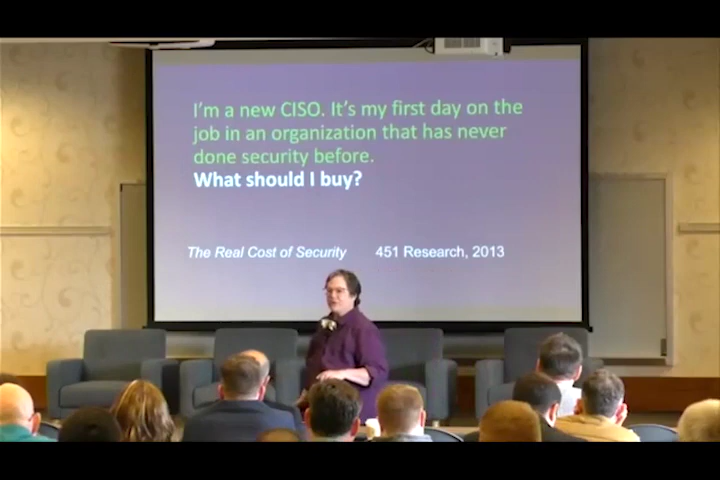 I'm a new CISO. It's my first day on the
job in an organization that has never
done security before.
What should I buy?
The Real Cost of Security 451 Research, 2013